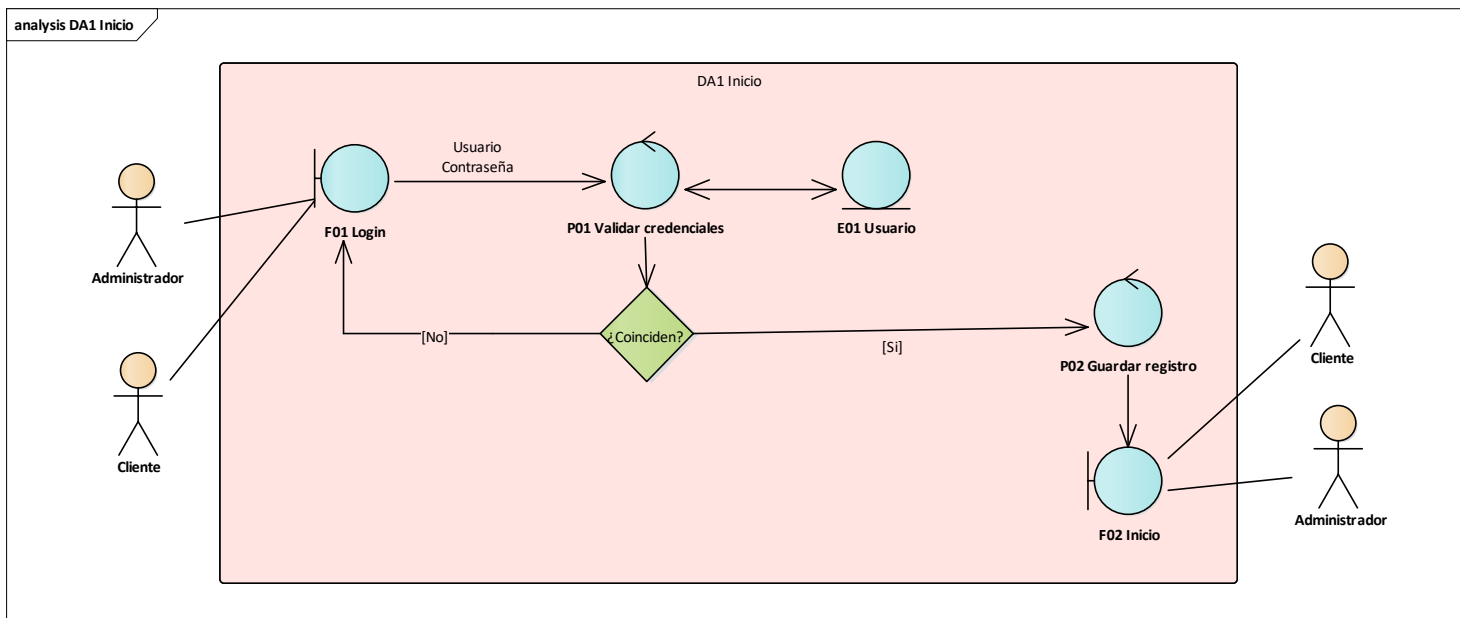 analysis DA1 Inicio
DA1 Inicio
Usuario
Contraseña
F01 Login
P01 Validar credenciales
E01 Usuario
Administrador
[No]
¿Coinciden?
[Si]
P02 Guardar registro
Cliente
Cliente
F02 Inicio
Administrador